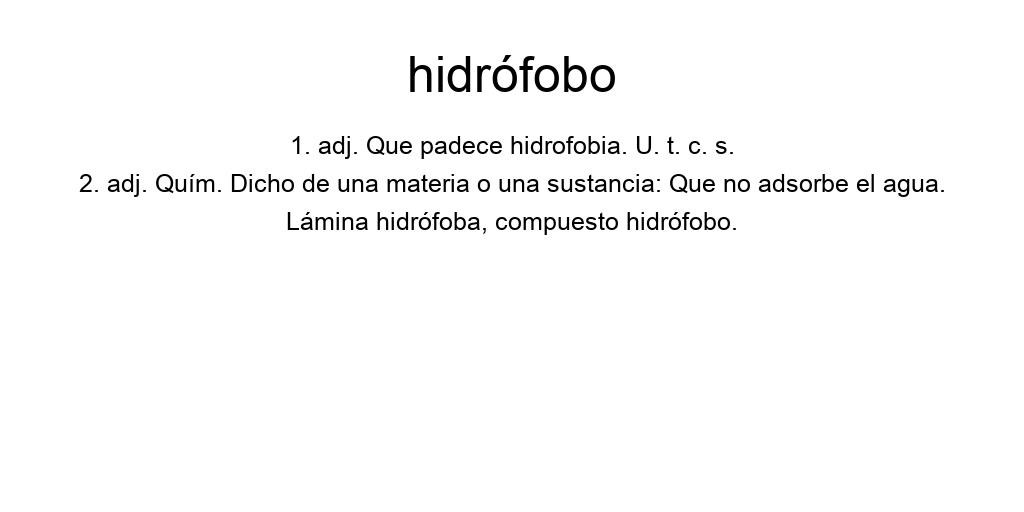 hidrófobo
1. adj. Que padece hidrofobia. U. t. c. s.
2. adj. Quím. Dicho de una materia o una sustancia: Que no adsorbe el agua.
Lámina hidrófoba, compuesto hidrófobo.